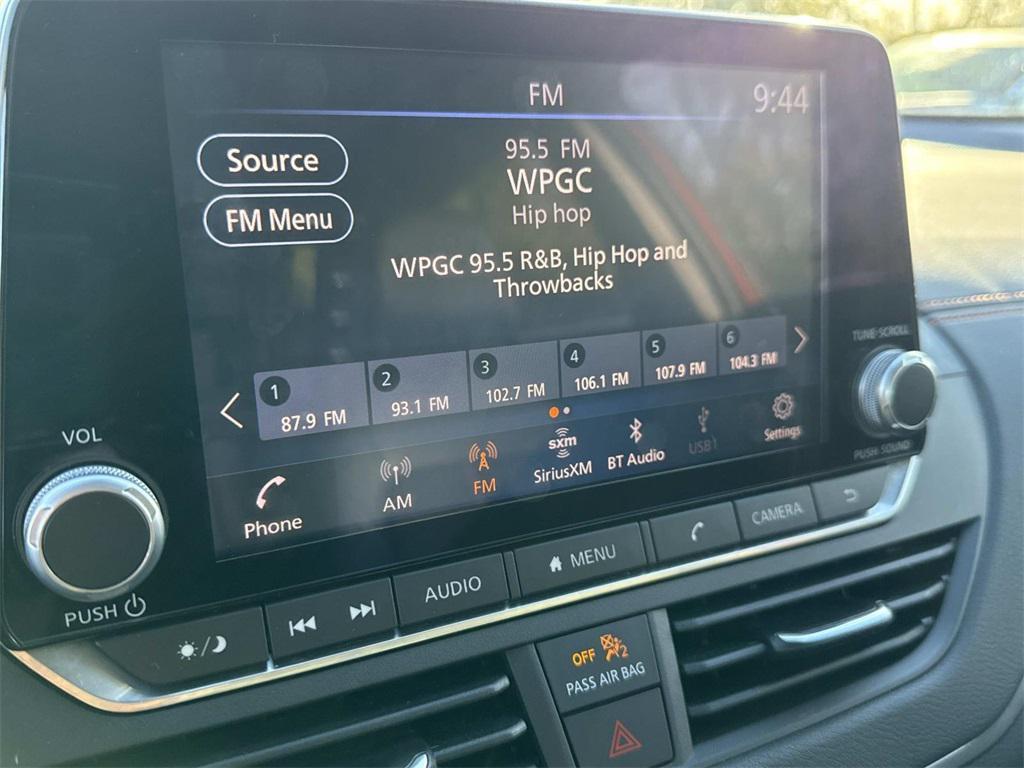 FM
9:44
Source
FM Menu
95.5 FM
WPGC
Hip hop
WPGC 95.5 R&B, Hip Hop and
Throwbacks
1 87.9 FM
2 93.1 FM
3 102.7 FM
4 106.1 FM
5 107.9 FM
6 104.3 FM
Phone
AM
FM
sxm
SiriusXM
BT Audio
USB1
Settings
VOL
PUSH
TUNE·SCROLL
PUSH·SOUND
AUDIO
MENU
CAMERA
OFF 2
PASS AIR BAG